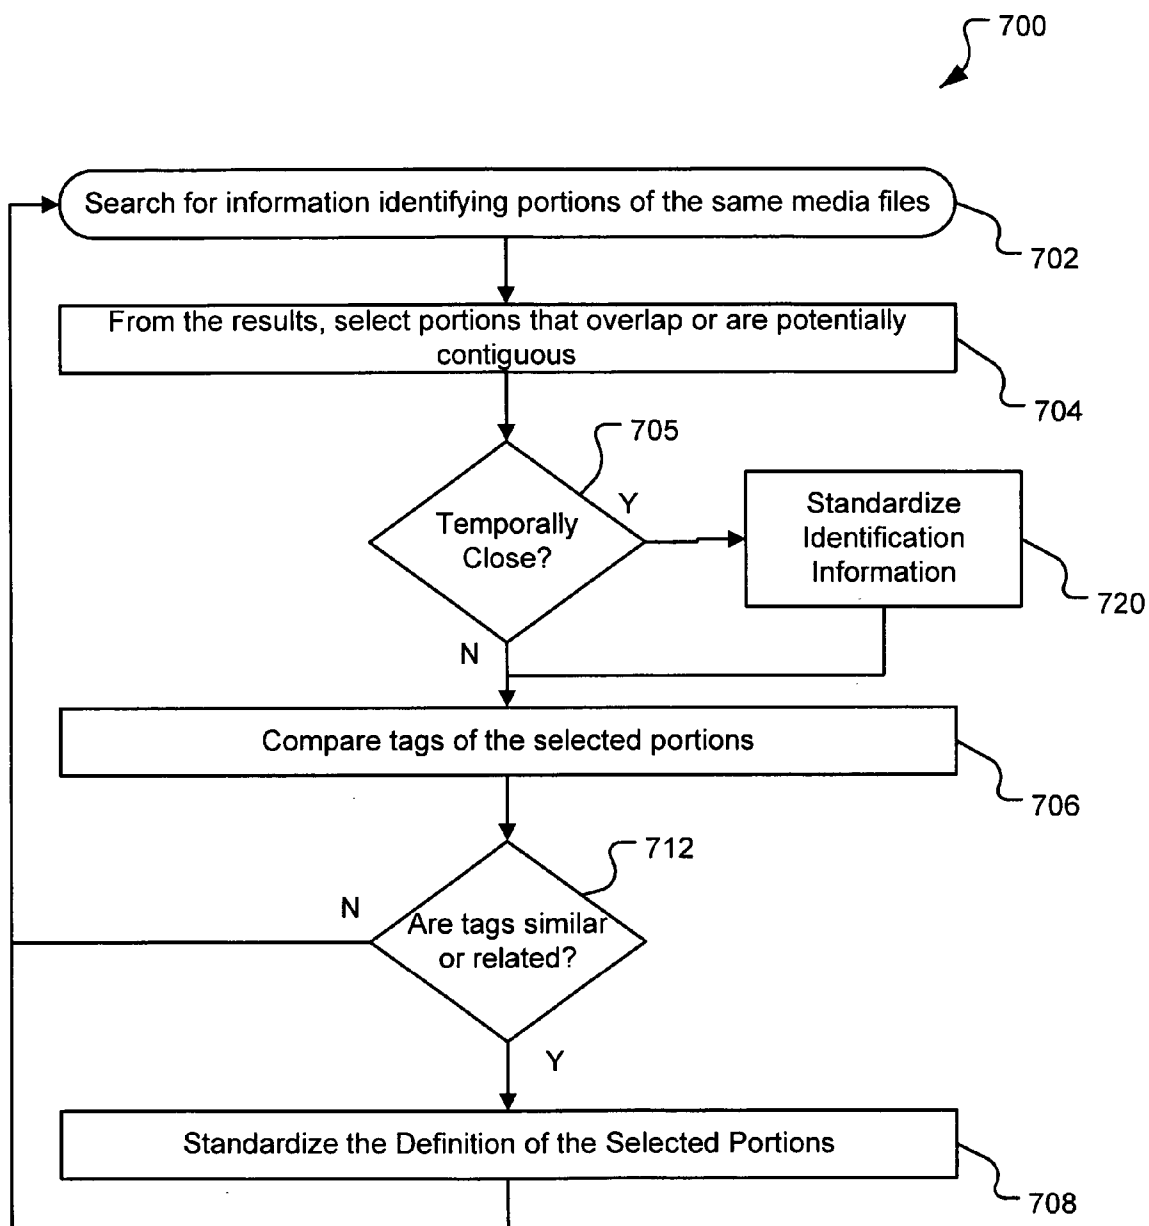 700
Search for information identifying portions of the same media files
702
From the results, select portions that overlap or are potentially
contiguous
704
705
Temporally
Close?
Y
Standardize
Identification
Information
720
N
Compare tags of the selected portions
706
712
N
Are tags similar
or related?
Y
Standardize the Definition of the Selected Portions
708